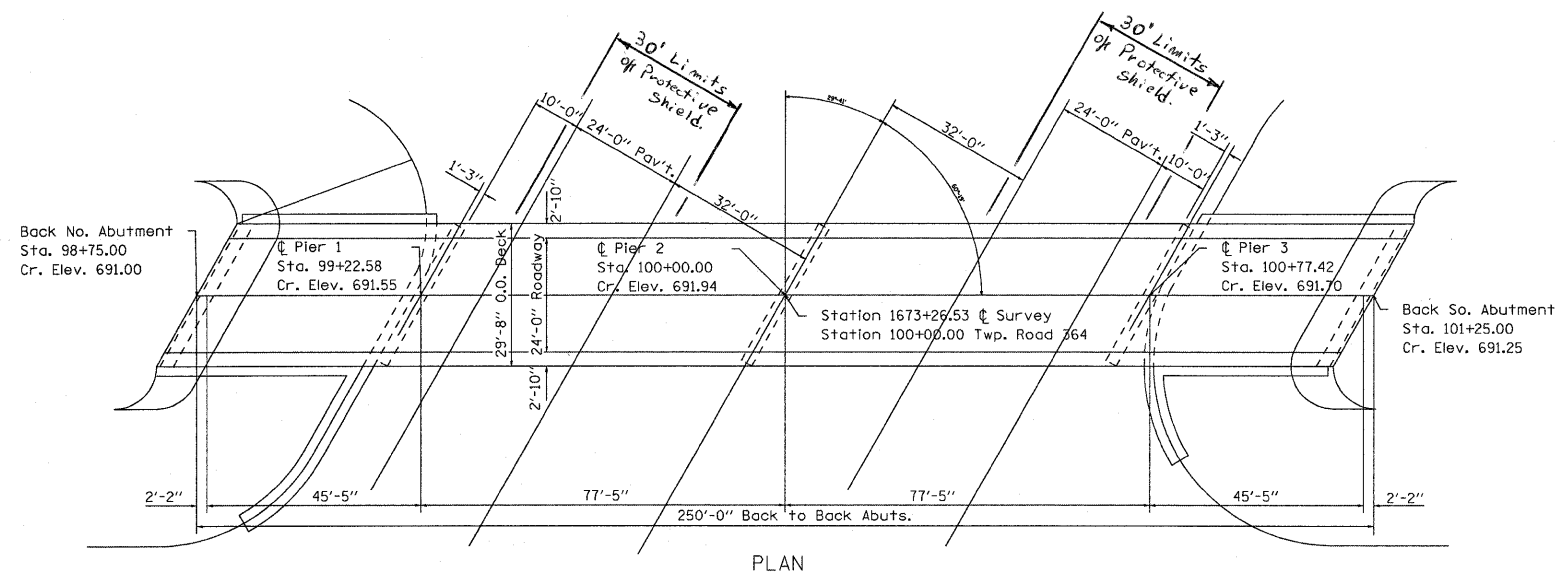 30' Limits
of Protective
Shield.
30' Limits
of Protective
Shield.
10'-0"
24'-0" Pav't.
32'-0"
1'-3"
2'-10"
29'-45'
60'-15'
32'-0"
24'-0" Pav't.
10'-0"
1'-3"
Back No. Abutment
Sta. 98+75.00
Cr. Elev. 691.00
℄ Pier 1
Sta. 99+22.58
Cr. Elev. 691.55
29'-8" O.O. Deck
24'-0" Roadway
2'-10"
℄ Pier 2
Sta. 100+00.00
Cr. Elev. 691.94
Station 1673+26.53 ℄ Survey
Station 100+00.00 Twp. Road 364
℄ Pier 3
Sta. 100+77.42
Cr. Elev. 691.70
Back So. Abutment
Sta. 101+25.00
Cr. Elev. 691.25
2'-2"
45'-5"
77'-5"
77'-5"
45'-5"
2'-2"
250'-0" Back to Back Abuts.
PLAN